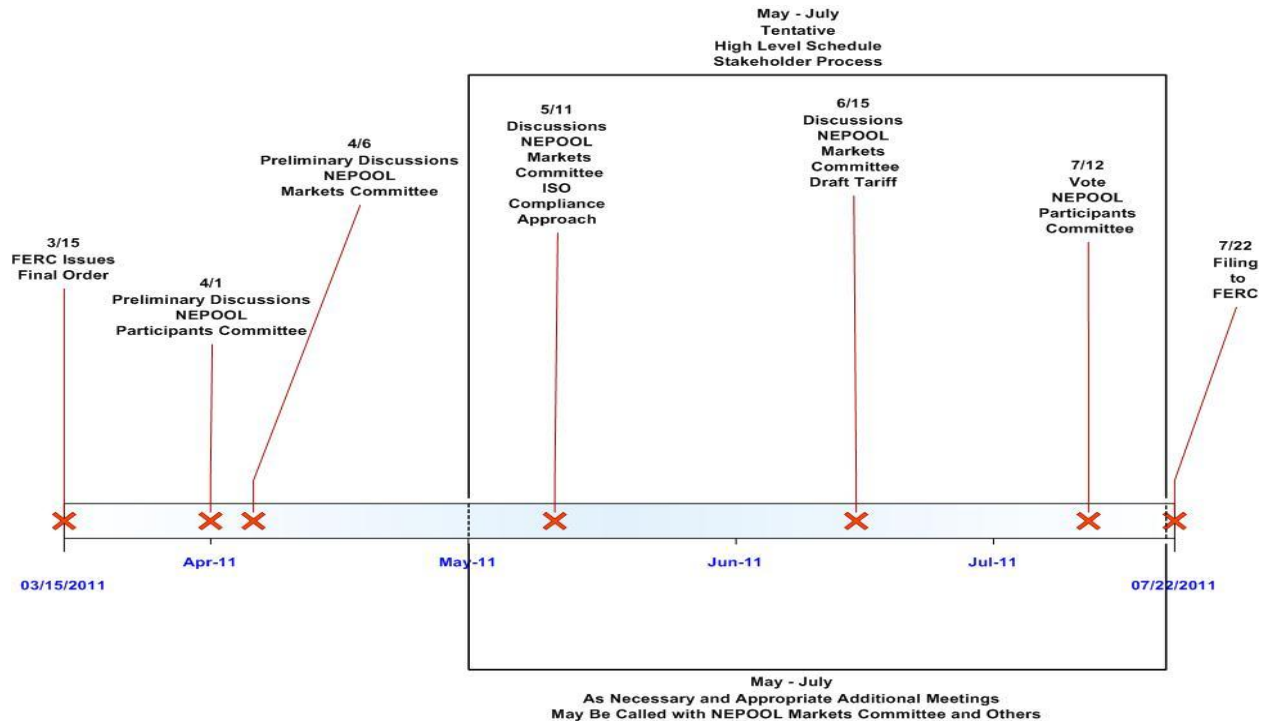 May - July
Tentative
High Level Schedule
Stakeholder Process
3/15
FERC Issues
Final Order
4/1
Preliminary Discussions
NEPOOL
Participants Committee
4/6
Preliminary Discussions
NEPOOL
Markets Committee
5/11
Discussions
NEPOOL
Markets
Committee
ISO
Compliance
Approach
6/15
Discussions
NEPOOL
Markets
Committee
Draft Tariff
7/12
Vote
NEPOOL
Participants
Committee
7/22
Filing
to
FERC
Apr-11
May-11
Jun-11
Jul-11
03/15/2011
07/22/2011
May - July
As Necessary and Appropriate Additional Meetings
May Be Called with NEPOOL Markets Committee and Others